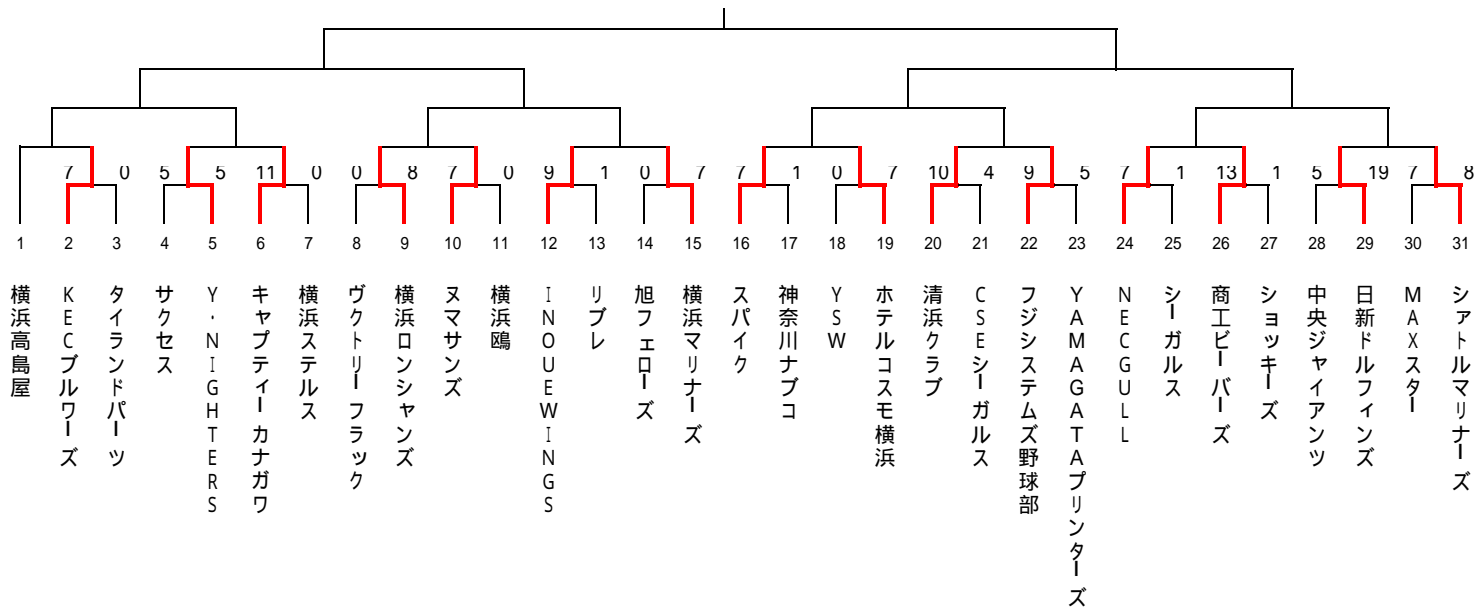 7 0 5 5 11 0 0 8 7 0 9 1 0 7 7 1 0 7 10 4 9 5 7 1 13 1 5 19 7 8
1 2 3 4 5 6 7 8 9 10 11 12 13 14 15 16 17 18 19 20 21 22 23 24 25 26 27 28 29 30 31
横浜高島屋
KECブルワーズ
タイランドパーツ
サクセス
Y・NIGHTERS
キャプティーカナガワ
横浜ステルス
ヴクトリーフラック
横浜ロンシャンズ
ヌマサンズ
横浜鴎
INOUEWINGS
リブレ
旭フェローズ
横浜マリナーズ
スパイク
神奈川ナブコ
YSW
ホテルコスモ横浜
清浜クラブ
CSEシーガルス
フジシステムズ野球部
YAMAGATAプリンターズ
NECGULL
シーガルス
商工ビーバーズ
ショッキーズ
中央ジャイアンツ
日新ドルフィンズ
MAXスター
シァトルマリナーズ